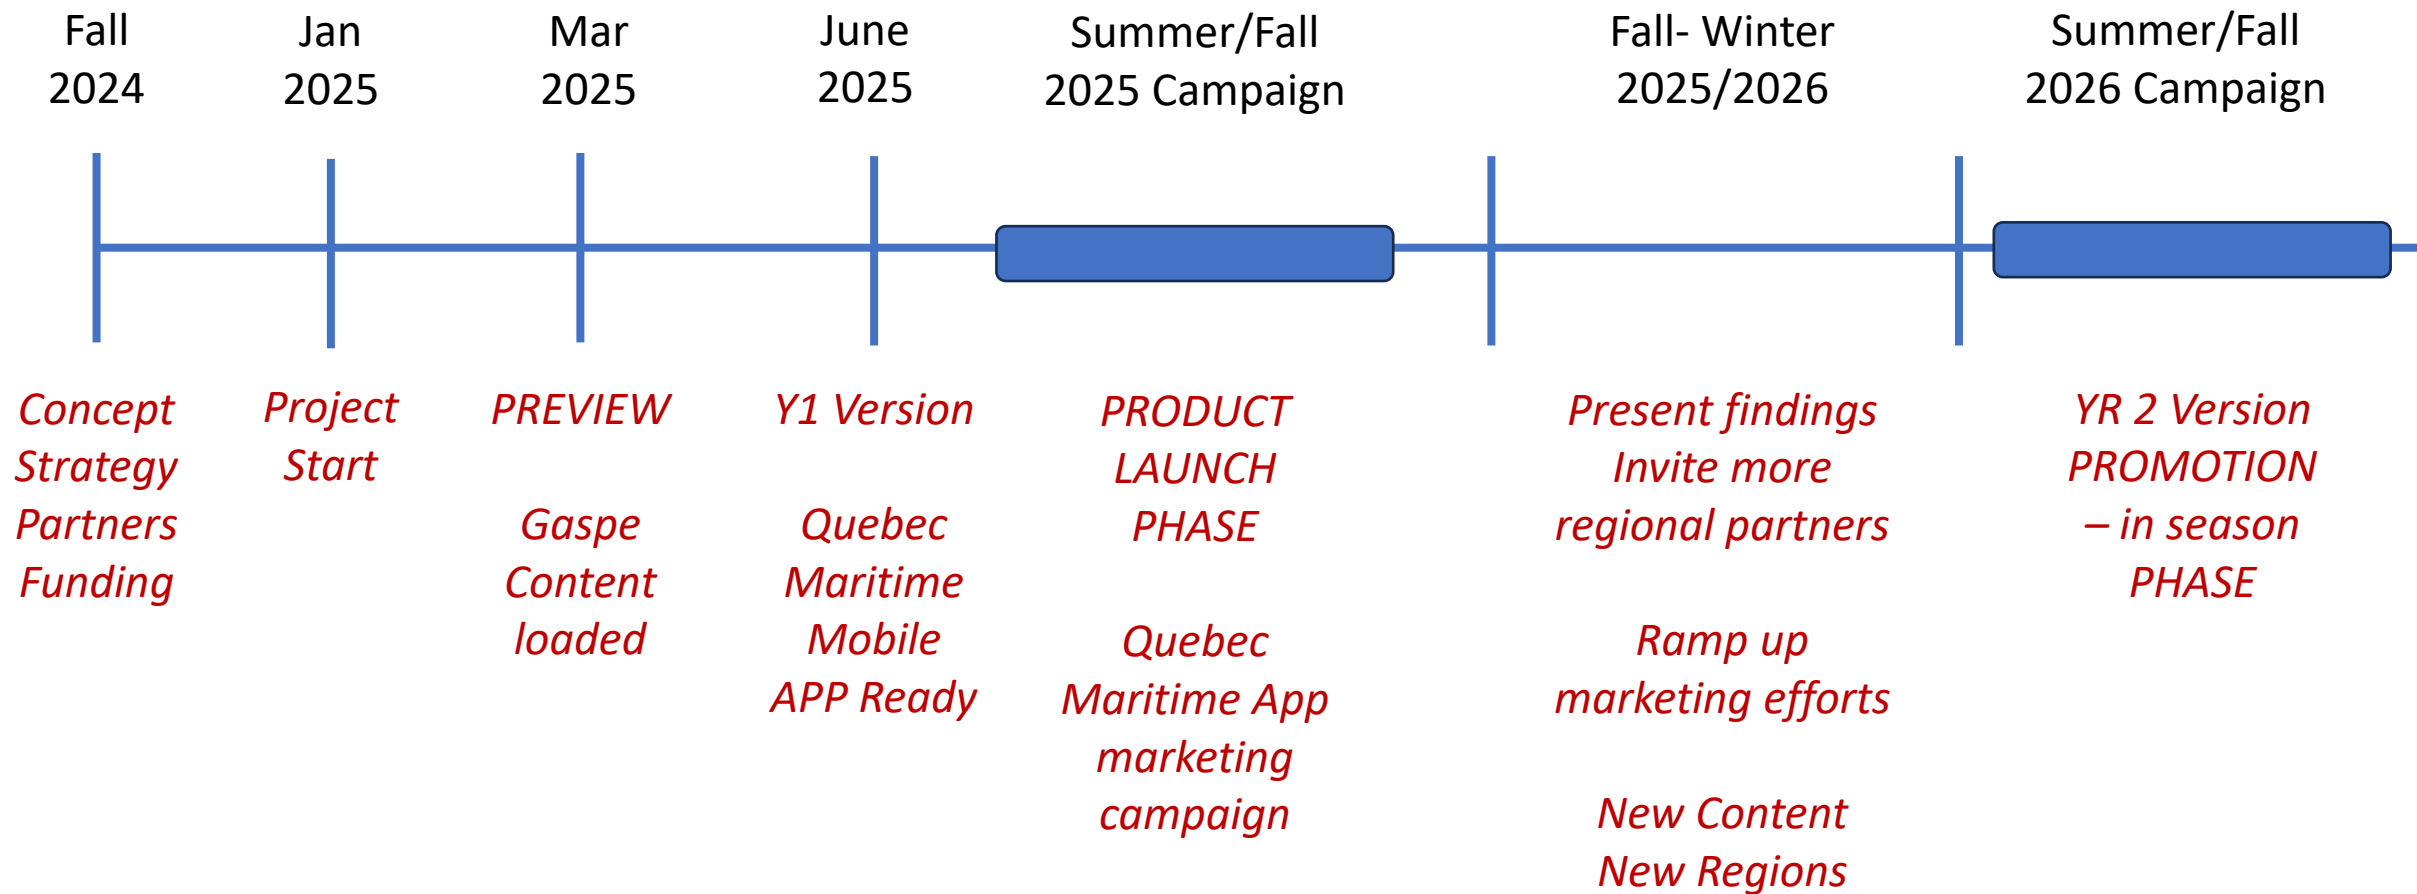 Fall
2024
Jan
2025
Mar
2025
June
2025
Summer/Fall
2025 Campaign
Fall- Winter
2025/2026
Summer/Fall
2026 Campaign
Concept
Strategy
Partners
Funding
Project
Start
PREVIEW
Gaspe
Content
loaded
Y1 Version
Quebec
Maritime
Mobile
APP Ready
PRODUCT
LAUNCH
PHASE
Quebec
Maritime App
marketing
campaign
Present findings
Invite more
regional partners
Ramp up
marketing efforts
New Content
New Regions
YR 2 Version
PROMOTION
– in season
PHASE